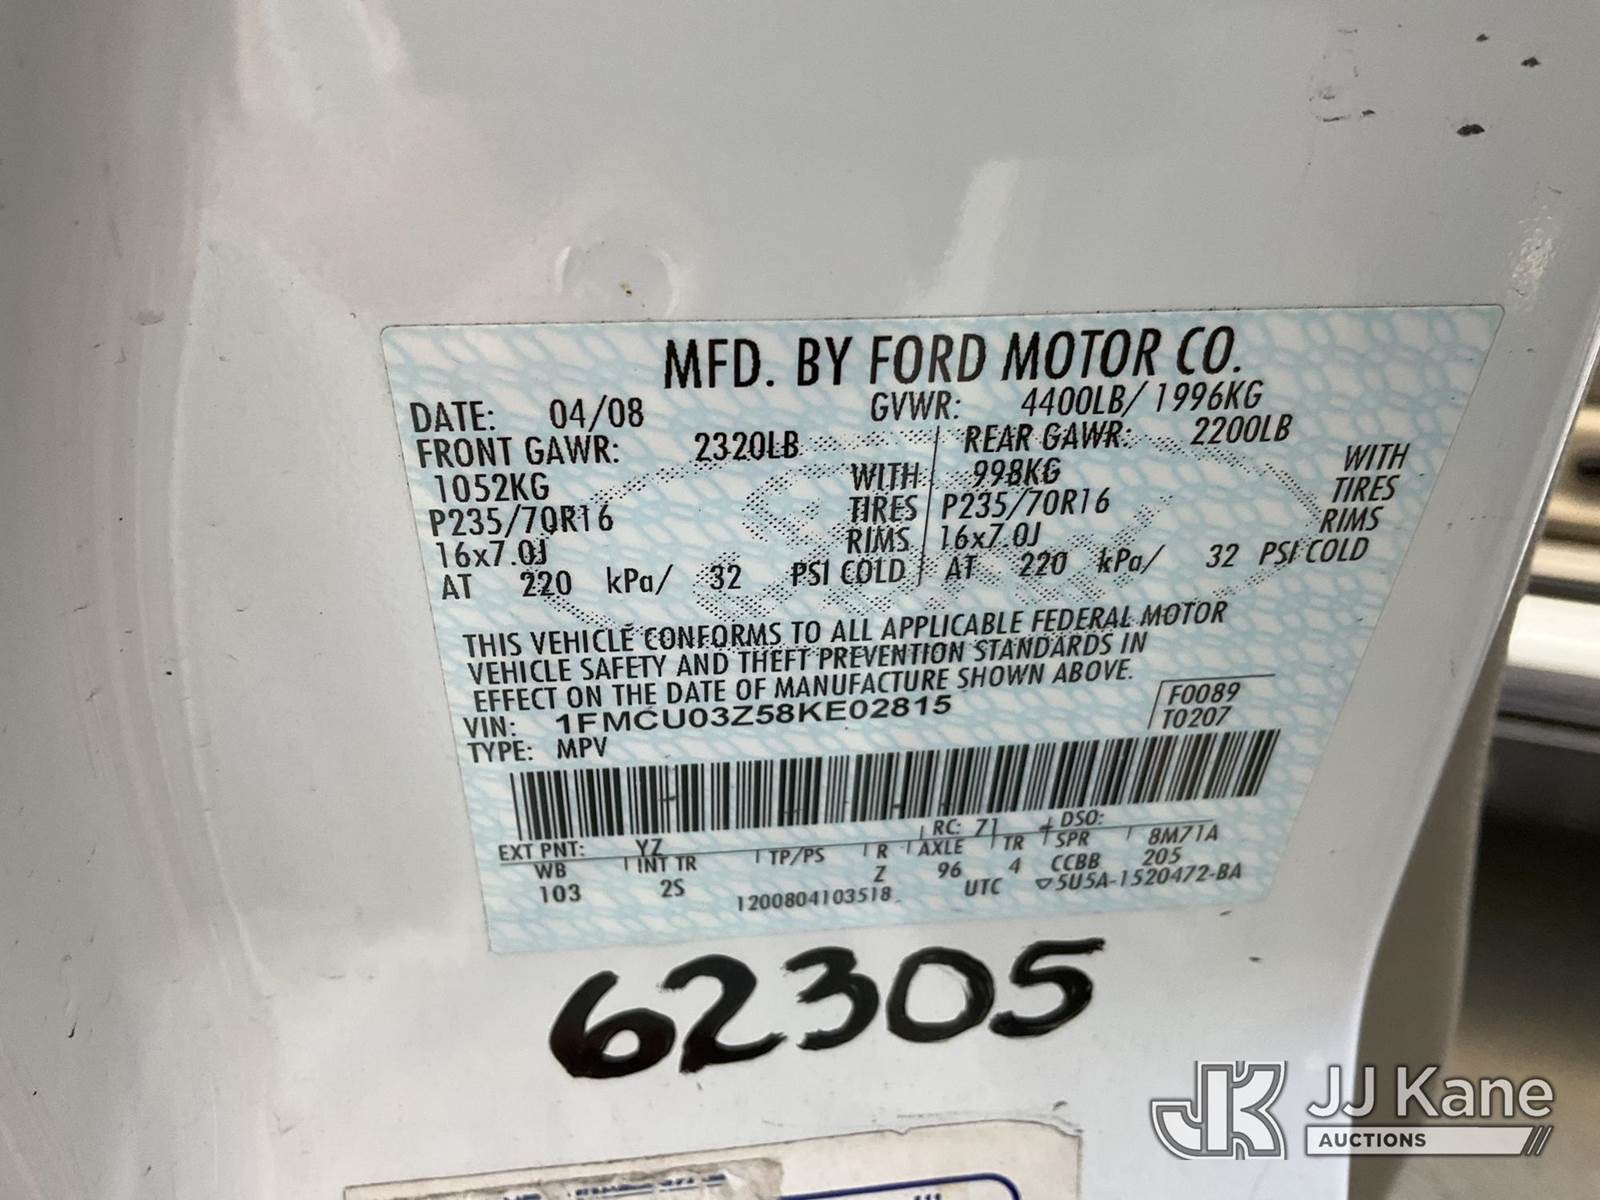 MFD. BY FORD MOTOR CO.
DATE: 04/08 GVWR: 4400LB/ 1996KG
FRONT GAWR: 2320LB REAR GAWR: 2200LB
1052KG WITH 998KG WITH
P235/70R16 TIRES P235/70R16 TIRES
16x7.0J RIMS 16x7.0J RIMS
AT 220 kPa/ 32 PSI COLD AT 220 kPa/ 32 PSI COLD
THIS VEHICLE CONFORMS TO ALL APPLICABLE FEDERAL MOTOR
VEHICLE SAFETY AND THEFT PREVENTION STANDARDS IN
EFFECT ON THE DATE OF MANUFACTURE SHOWN ABOVE.
VIN: 1FMCU03Z58KE02815 F0089
TYPE: MPV T0207
EXT PNT: YZ RC: 71 DSO:
WB INT TR TP/PS R AXLE TR SPR 8M71A
103 2S Z 96 4 CCBB 205
1200804103518 UTC ▽5U5A-1520472-BA
62305
JK JJ Kane
AUCTIONS